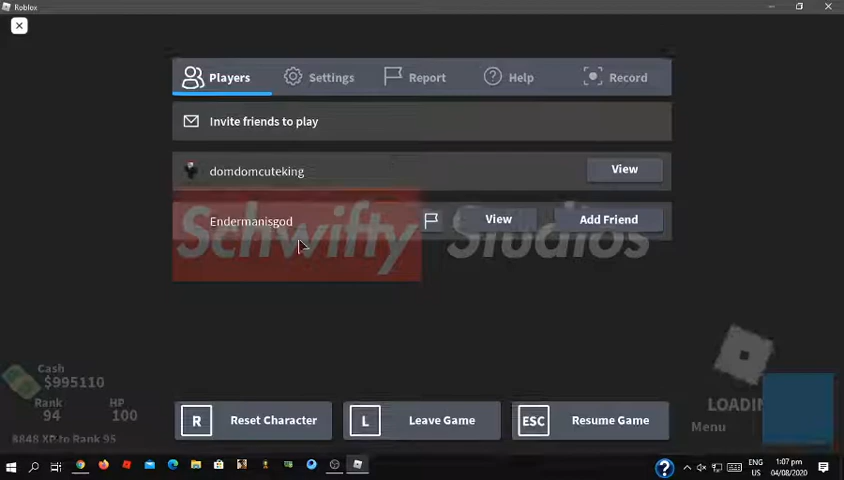 Roblox
Players Settings Report Help Record
Invite friends to play
domdomcuteking View
Endermanisgod View Add Friend
Schwifty Studios
Cash
$995110
Rank HP
94 100
8848 XP to Rank 95
LOADIN
Menu
R Reset Character L Leave Game ESC Resume Game
ENG 1:07 pm
US 04/08/2020